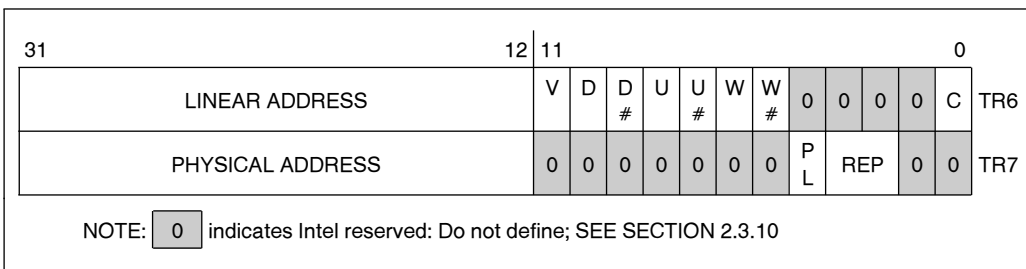 31 12 11 0
LINEAR ADDRESS V D D# U U# W W# 0 0 0 0 C TR6
PHYSICAL ADDRESS 0 0 0 0 0 0 0 PL REP 0 0 TR7
NOTE: 0 indicates Intel reserved: Do not define; SEE SECTION 2.3.10